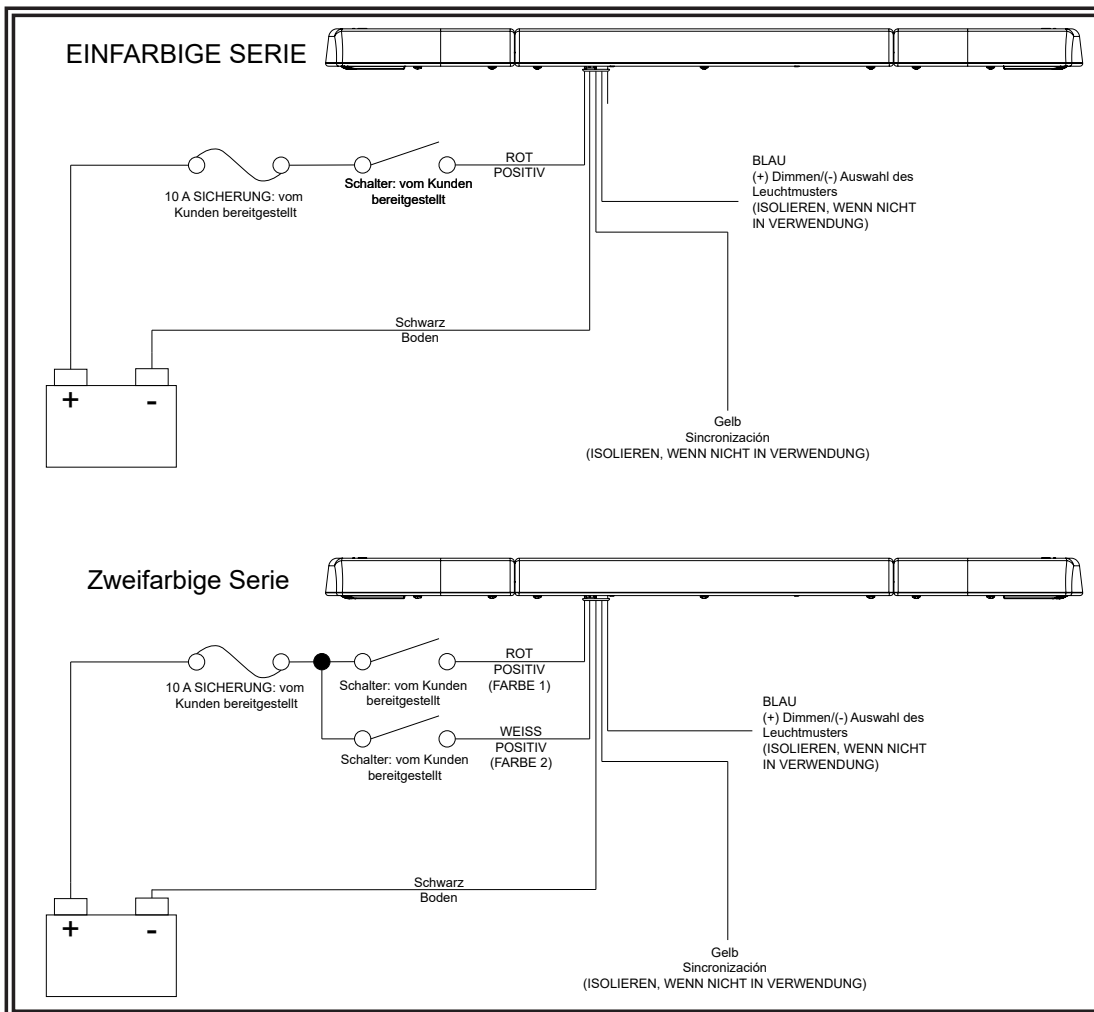 EINFARBIGE SERIE
ROT
POSITIV
10 A SICHERUNG: vom
Kunden bereitgestellt
Schalter: vom Kunden
bereitgestellt
BLAU
(+) Dimmen/(-) Auswahl des
Leuchtmusters
(ISOLIEREN, WENN NICHT
IN VERWENDUNG)
Schwarz
Boden
+ -
Gelb
Sincronización
(ISOLIEREN, WENN NICHT IN VERWENDUNG)
Zweifarbige Serie
ROT
POSITIV
(FARBE 1)
10 A SICHERUNG: vom
Kunden bereitgestellt
Schalter: vom Kunden
bereitgestellt
WEISS
POSITIV
(FARBE 2)
Schalter: vom Kunden
bereitgestellt
BLAU
(+) Dimmen/(-) Auswahl des
Leuchtmusters
(ISOLIEREN, WENN NICHT
IN VERWENDUNG)
Schwarz
Boden
+ -
Gelb
Sincronización
(ISOLIEREN, WENN NICHT IN VERWENDUNG)